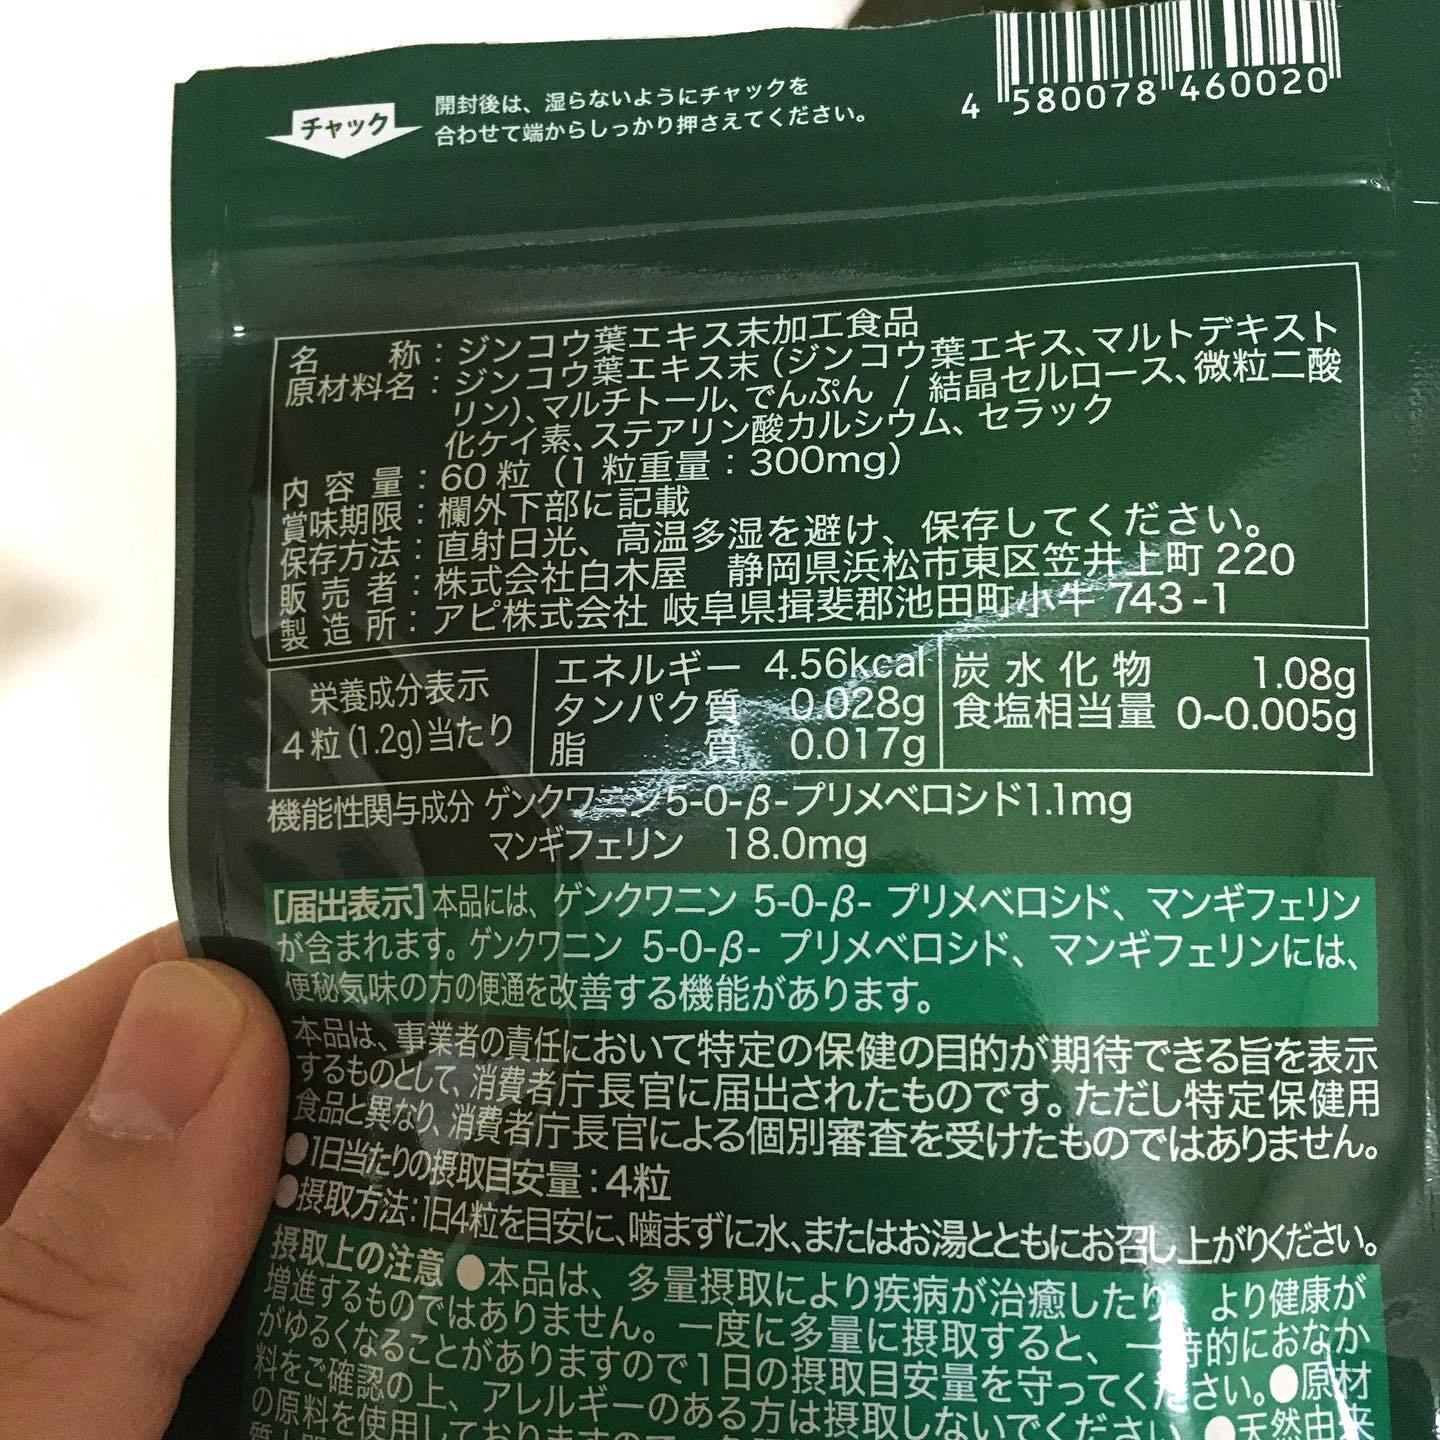 4 580078 460020
チャック
開封後は、湿らないようにチャックを
合わせて端からしっかり押さえてください。
名 称:ジンコウ葉エキス末加工食品
原材料名:ジンコウ葉エキス末(ジンコウ葉エキス、マルトデキスト
リン)、マルチトール、でんぷん / 結晶セルロース、微粒二酸
化ケイ素、ステアリン酸カルシウム、セラック
内容量:60粒(1粒重量:300mg)
賞味期限:欄外下部に記載
保存方法:直射日光、高温多湿を避け、保存してください。
販売者:株式会社白木屋 静岡県浜松市東区笠井上町 220
製造所:アピ株式会社 岐阜県揖斐郡池田町小牛 743-1
栄養成分表示
4粒(1.2g)当たり
エネルギー 4.56kcal
タンパク質 0.028g
脂質 0.017g
炭水化物 1.08g
食塩相当量 0~0.005g
機能性関与成分 ゲンクワニン5-O-β-プリメベロシド1.1mg
マンギフェリン 18.0mg
[届出表示]本品には、ゲンクワニン 5-O-β- プリメベロシド、マンギフェリン
が含まれます。ゲンクワニン 5-O-β- プリメベロシド、マンギフェリンには、
便秘気味の方の便通を改善する機能があります。
本品は、事業者の責任において特定の保健の目的が期待できる旨を表示
するものとして、消費者庁長官に届出されたものです。ただし特定保健用
食品と異なり、消費者庁長官による個別審査を受けたものではありません。
●1日当たりの摂取目安量:4粒
●摂取方法:1日4粒を目安に、噛まずに水、またはお湯とともにお召し上がりください。
摂取上の注意 ●本品は、多量摂取により疾病が治癒したり、より健康が
増進するものではありません。一度に多量に摂取すると、一時的におなか
がゆるくなることがありますので1日の摂取目安量を守ってください。●原材
料をご確認の上、アレルギーのある方は摂取しないでください。●天然由来
の原料を使用しておりますので、